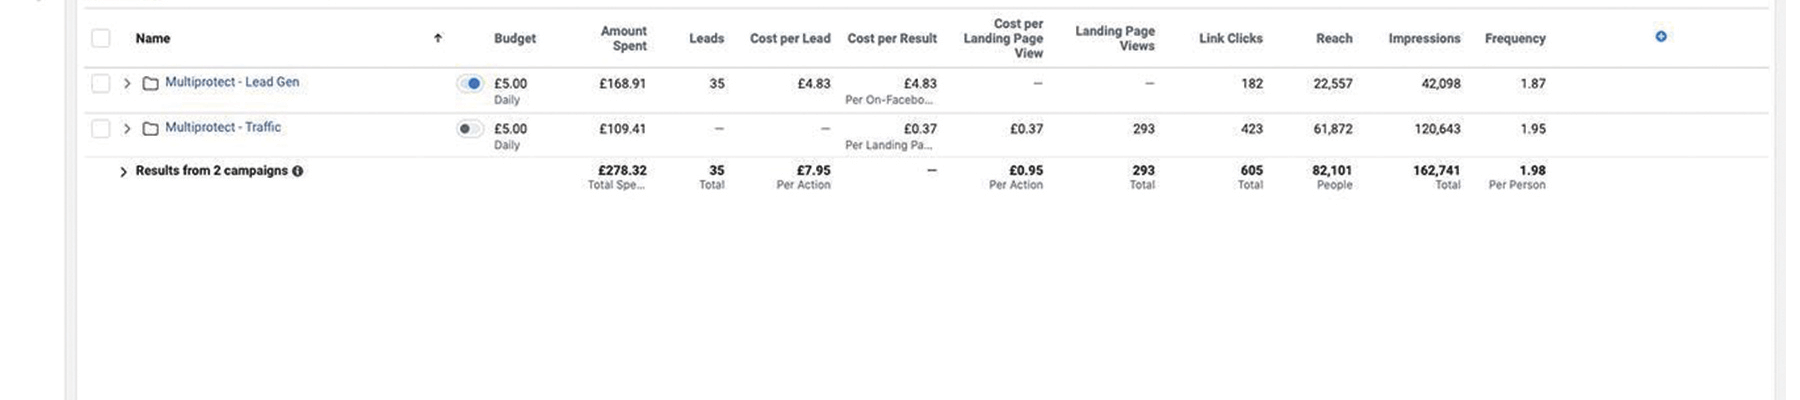 Name ↑ Budget Amount Spent Leads Cost per Lead Cost per Result Cost per Landing Page View Landing Page Views Link Clicks Reach Impressions Frequency
Multiprotect - Lead Gen £5.00 £168.91 35 £4.83 £4.83 — — 182 22,557 42,098 1.87
Daily Per On-Facebo...
Multiprotect - Traffic £5.00 £109.41 — — £0.37 £0.37 293 423 61,872 120,643 1.95
Daily Per Landing Pa...
Results from 2 campaigns £278.32 35 £7.95 — £0.95 293 605 82,101 162,741 1.98
Total Spe... Total Per Action Per Action Total Total People Total Per Person